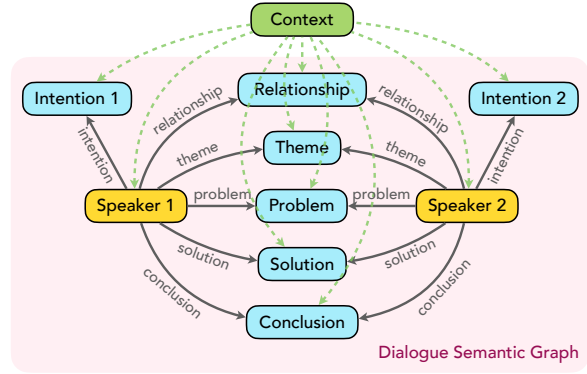 Context
Intention 1
Relationship
Intention 2
relationship
relationship
intention
intention
Theme
theme
theme
Speaker 1
problem
Problem
problem
Speaker 2
solution
solution
Solution
conclusion
conclusion
Conclusion
Dialogue Semantic Graph